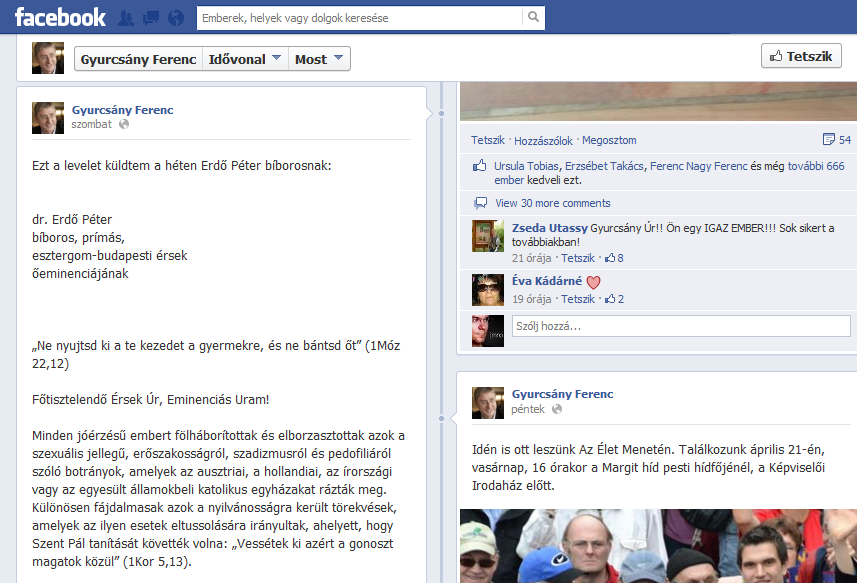 facebook
Emberek, helyek vagy dolgok keresése
Gyurcsány Ferenc
Idővonal
Most
Tetszik
Gyurcsány Ferenc
szombat
Ezt a levelet küldtem a héten Erdő Péter bíborosnak:
dr. Erdő Péter
bíboros, prímás,
esztergom-budapesti érsek
őeminenciájának
„Ne nyujtsd ki a te kezedet a gyermekre, és ne bántsd őt” (1Móz
22,12)
Főtisztelendő Érsek Úr, Eminenciás Uram!
Minden jóérzésű embert fölháborítottak és elborzasztottak azok a
szexuális jellegű, erőszakosságról, szadizmusról és pedofiliáról
szóló botrányok, amelyek az ausztriai, a hollandiai, az írországi
vagy az egyesült államokbeli katolikus egyházakat rázták meg.
Különösen fájdalmasak azok a nyilvánosságra került törekvések,
amelyek az ilyen esetek eltussolására irányultak, ahelyett, hogy
Szent Pál tanítását követték volna: „Vessétek ki azért a gonoszt
magatok közül” (1Kor 5,13).
Tetszik · Hozzászólok · Megosztom
54
Ursula Tobias, Erzsébet Takács, Ferenc Nagy Ferenc és még további 666
ember kedveli ezt.
View 30 more comments
Zseda Utassy Gyurcsány Úr!! Ön egy IGAZ EMBER!!! Sok sikert a
továbbiakban!
21 órája · Tetszik · 8
Éva Kádárné
19 órája · Tetszik · 2
Szólj hozzá...
Gyurcsány Ferenc
péntek
Idén is ott leszünk Az Élet Menetén. Találkozunk április 21-én,
vasárnap, 16 órakor a Margit híd pesti hídfőjénél, a Képviselői
Irodaház előtt.